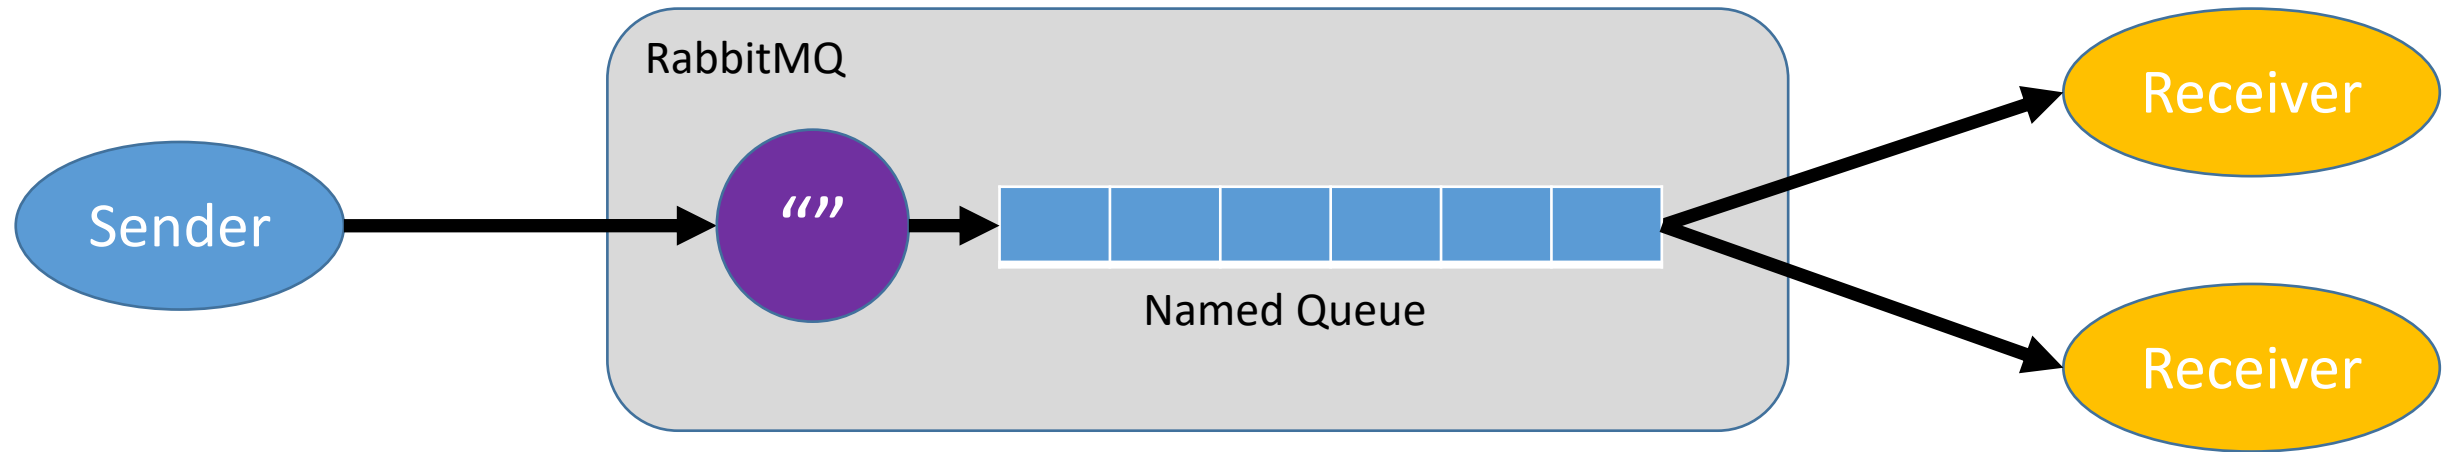 RabbitMQ
Sender
“”
Named Queue
Receiver
Receiver